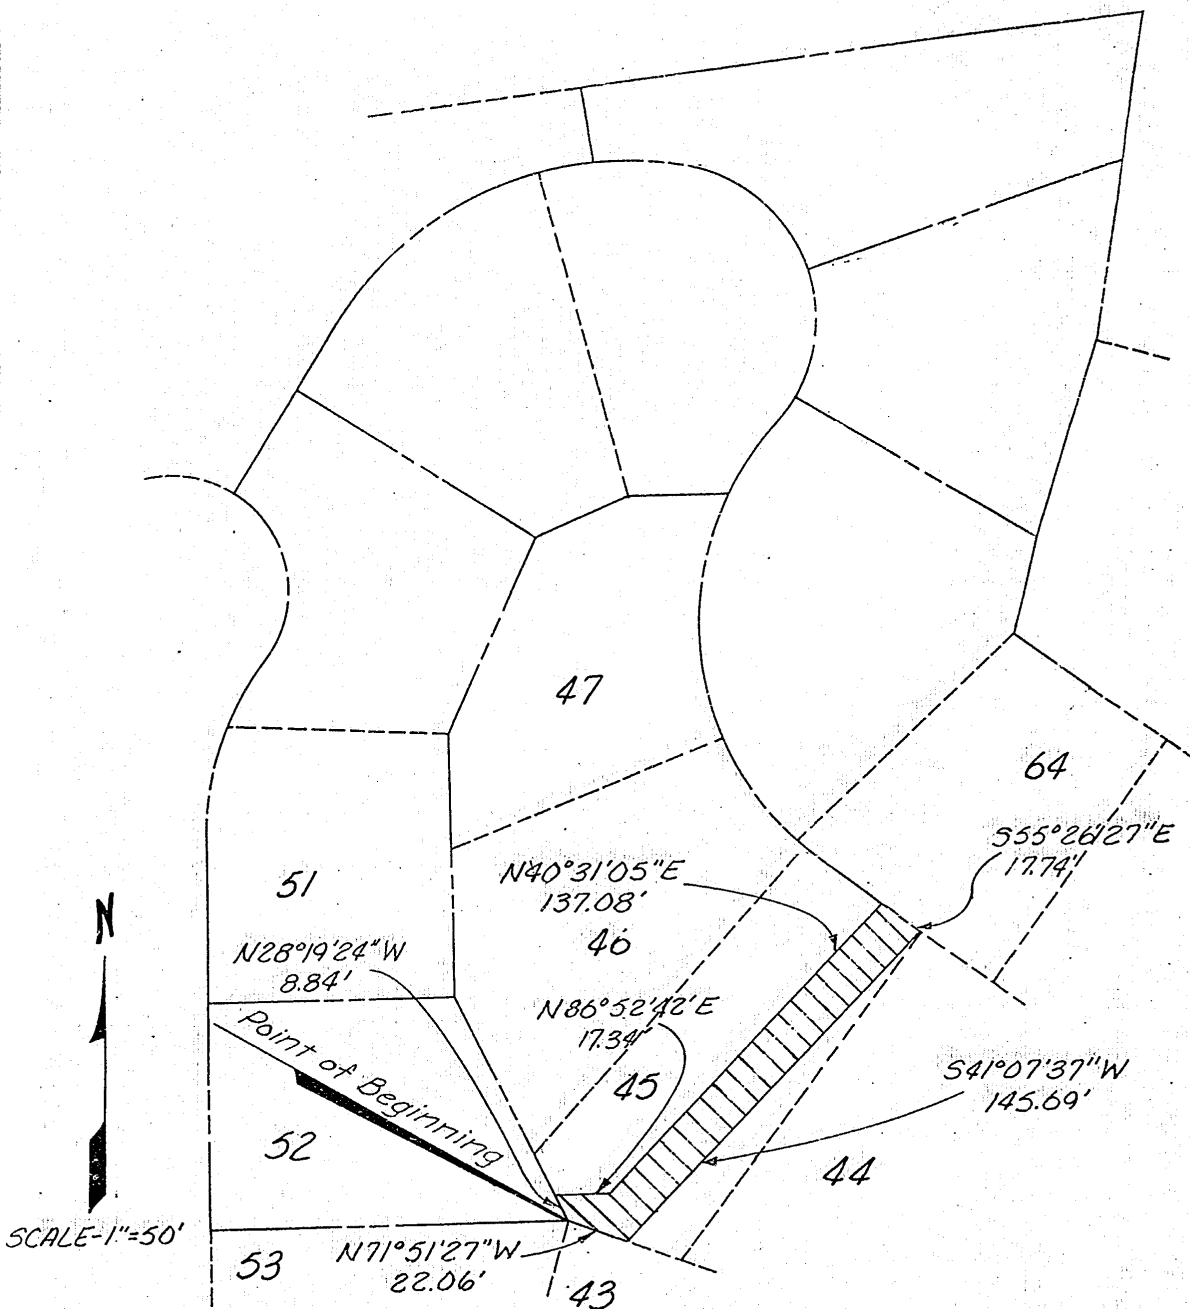 47
64
S55°26'27"E
17.74'
N40°31'05"E
137.08'
51
46
N
N28°19'24"W
8.84'
N86°52'42"E
17.34'
Point of Beginning
45
S41°07'37"W
145.69'
52
44
SCALE-1"=50'
N71°51'27"W
22.06'
53
43